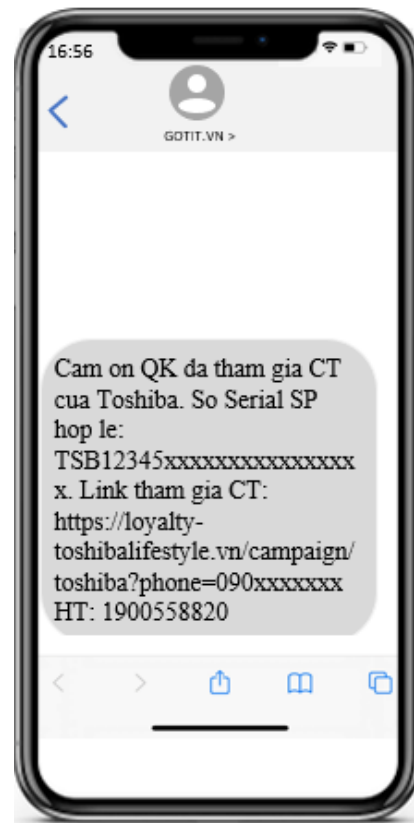 16:56
GOTIT.VN >
Cam on QK da tham gia CT
cua Toshiba. So Serial SP
hop le:
TSB12345xxxxxxxxxxxxxxx
x. Link tham gia CT:
https://loyalty-
toshibalifestyle.vn/campaign/
toshiba?phone=090xxxxxxx
HT: 1900558820